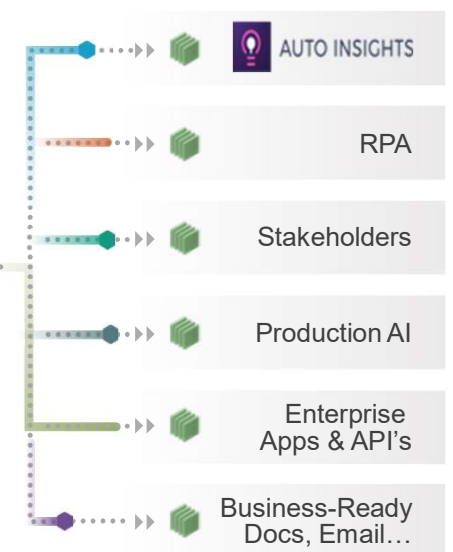 AUTO INSIGHTS
RPA
Stakeholders
Production AI
Enterprise
Apps & API's
Business-Ready
Docs, Email…